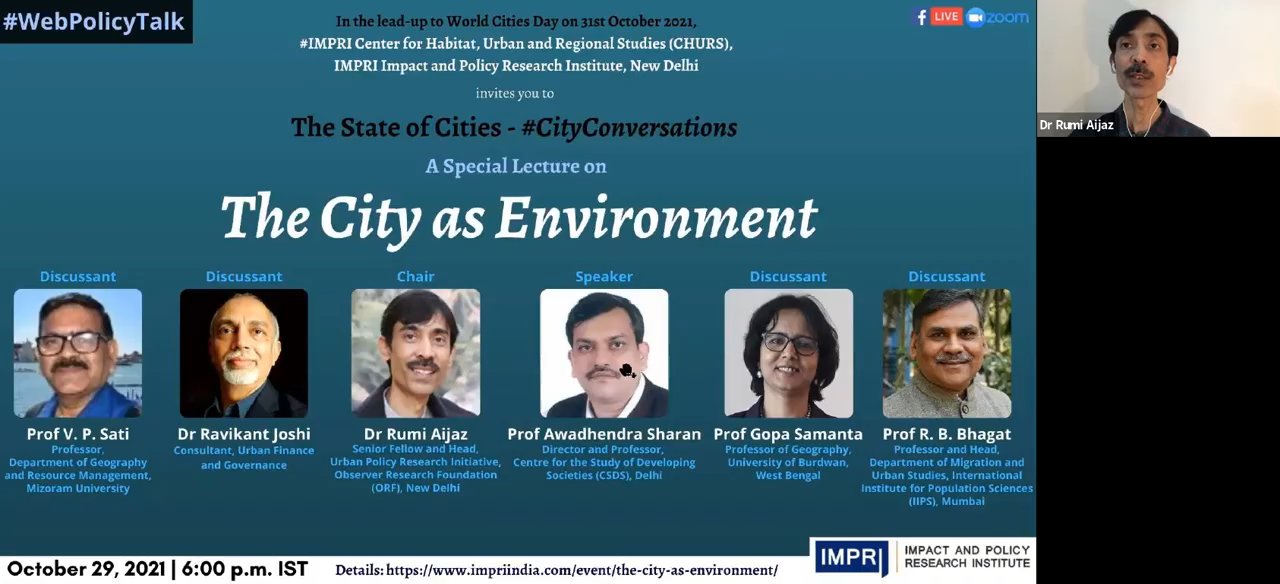 #WebPolicyTalk
In the lead-up to World Cities Day on 31st October 2021,
#IMPRI Center for Habitat, Urban and Regional Studies (CHURS),
IMPRI Impact and Policy Research Institute, New Delhi
invites you to
The State of Cities - #CityConversations
A Special Lecture on
The City as Environment
f LIVE zoom
Dr Rumi Aijaz
Discussant
Prof V. P. Sati
Professor,
Department of Geography
and Resource Management,
Mizoram University
Discussant
Dr Ravikant Joshi
Consultant, Urban Finance
and Governance
Chair
Dr Rumi Aijaz
Senior Fellow and Head,
Urban Policy Research Initiative,
Observer Research Foundation
(ORF), New Delhi
Speaker
Prof Awadhendra Sharan
Director and Professor,
Centre for the Study of Developing
Societies (CSDS), Delhi
Discussant
Prof Gopa Samanta
Professor of Geography,
University of Burdwan,
West Bengal
Discussant
Prof R. B. Bhagat
Professor and Head,
Department of Migration and
Urban Studies, International
Institute for Population Sciences
(IIPS), Mumbai
October 29, 2021 | 6:00 p.m. IST
Details: https://www.impriindia.com/event/the-city-as-environment/
IMPRI
IMPACT AND POLICY
RESEARCH INSTITUTE